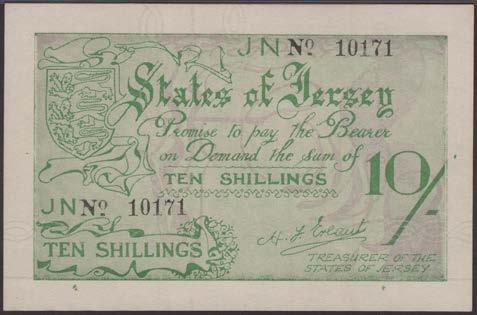 JN No 10171
States of Jersey
Promise to pay the Bearer
on Demand the sum of
TEN SHILLINGS
10/-
JN No 10171
TEN SHILLINGS
TREASURER OF THE
STATES OF JERSEY.